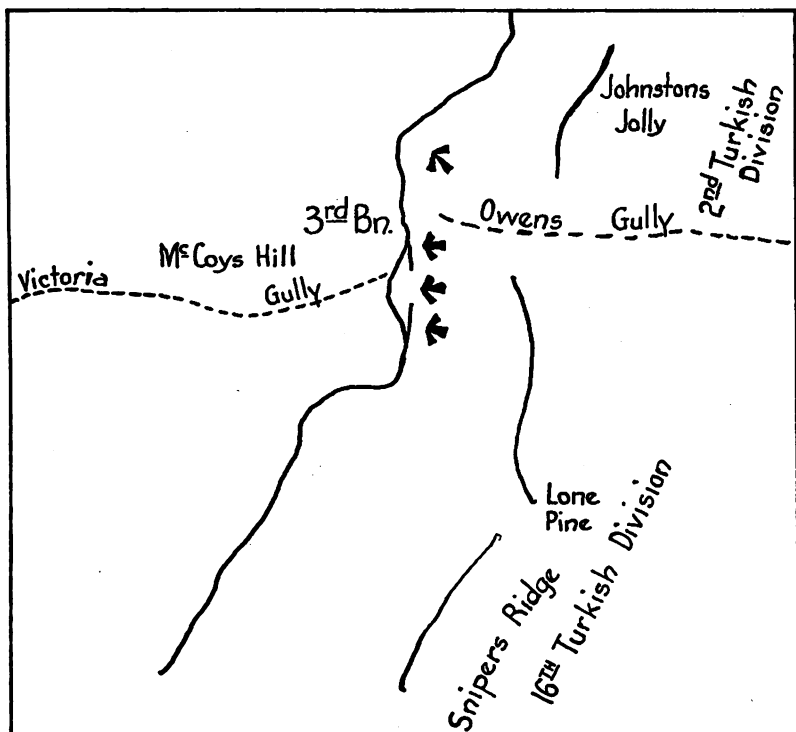 Johnstons
Jolly
2nd Turkish
Division
3rd Bn.
Owens Gully
McCoys Hill
Victoria Gully
Lone
Pine
Snipers Ridge
16TH Turkish Division